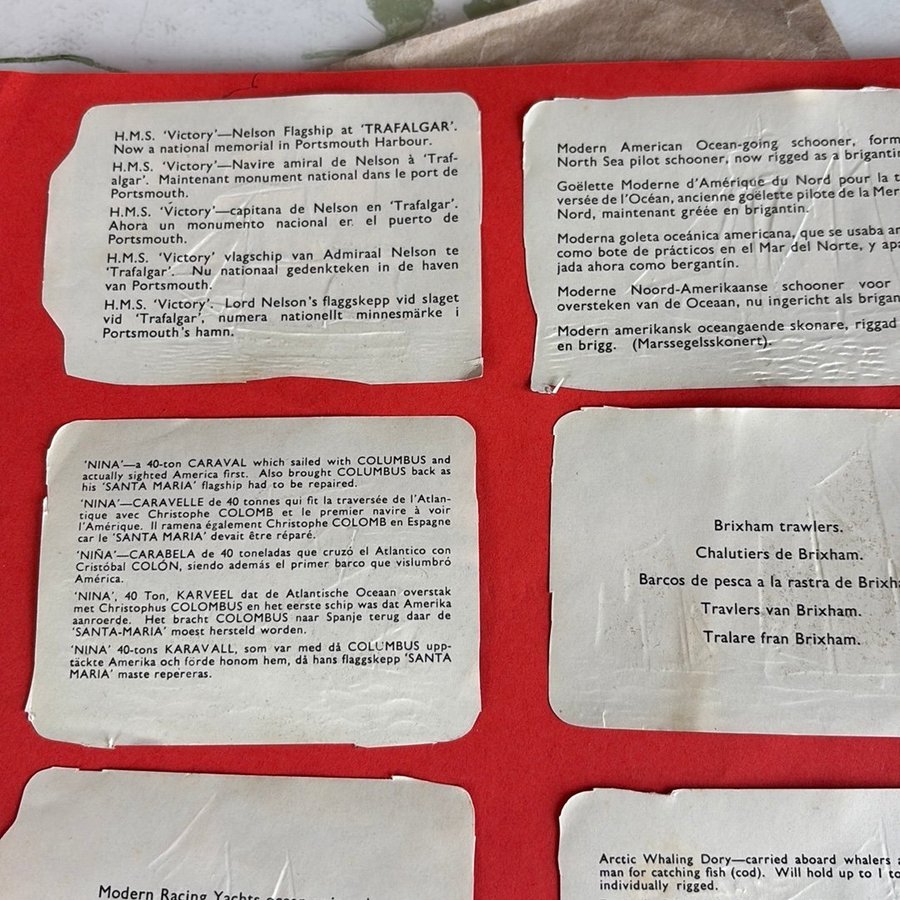 H.M.S. 'Victory'—Nelson Flagship at 'TRAFALGAR'.
Now a national memorial in Portsmouth Harbour.
H.M.S. 'Victory'—Navire amiral de Nelson à 'Traf-
algar'. Maintenant monument national dans le port de
Portsmouth.
H.M.S. 'Victory'—capitana de Nelson en 'Trafalgar'.
Ahora un monumento nacional er. el puerto de
Portsmouth.
H.M.S. 'Victory' vlagschip van Admiraal Nelson te
'Trafalgar'. Nu nationaal gedenkteken in de haven
van Portsmouth.
H.M.S. 'Victory'. Lord Nelson's flaggskepp vid slaget
vid 'Trafalgar', numera nationellt minnesmärke i
Portsmouth's hamn.
Modern American Ocean-going schooner, form
North Sea pilot schooner, now rigged as a brigantin
Goëlette Moderne d'Amérique du Nord pour la t
versée de l'Océan, ancienne goëlette pilote de la Mer
Nord, maintenant gréée en brigantin.
Moderna goleta oceánica americana, que se usaba an
como bote de prácticos en el Mar del Norte, y apa
jada ahora como bergantín.
Moderne Noord-Amerikaanse schooner voor
oversteken van de Oceaan, nu ingericht als brigan
Modern amerikansk oceangaende skonare, riggad
en brigg. (Marssegelsskonert).
'NINA'—a 40-ton CARAVAL which sailed with COLUMBUS and
actually sighted America first. Also brought COLUMBUS back as
his 'SANTA MARIA' flagship had to be repaired.
'NINA'—CARAVELLE de 40 tonnes qui fit la traversée de l'Atlan-
tique avec Christophe COLOMB et le premier navire à voir
l'Amérique. Il ramena également Christophe COLOMB en Espagne
car le 'SANTA MARIA' devait être réparé.
'NIÑA'—CARABELA de 40 toneladas que cruzó el Atlantico con
Cristóbal COLÓN, siendo además el primer barco que vislumbró
América.
'NINA', 40 Ton, KARVEEL dat de Atlantische Oceaan overstak
met Christophus COLOMBUS en het eerste schip was dat Amerika
aanroerde. Het bracht COLOMBUS naar Spanje terug daar de
'SANTA-MARIA' moest hersteld worden.
'NINA' 40-tons KARAVALL, som var med då COLUMBUS upp-
täckte Amerika och förde honom hem, då hans flaggskepp 'SANTA
MARIA' maste repereras.
Brixham trawlers.
Chalutiers de Brixham.
Barcos de pesca a la rastra de Brixha
Travlers van Brixham.
Tralare fran Brixham.
Modern Racing Yachts
Arctic Whaling Dory—carried aboard whalers a
man for catching fish (cod). Will hold up to 1 to
individually rigged.